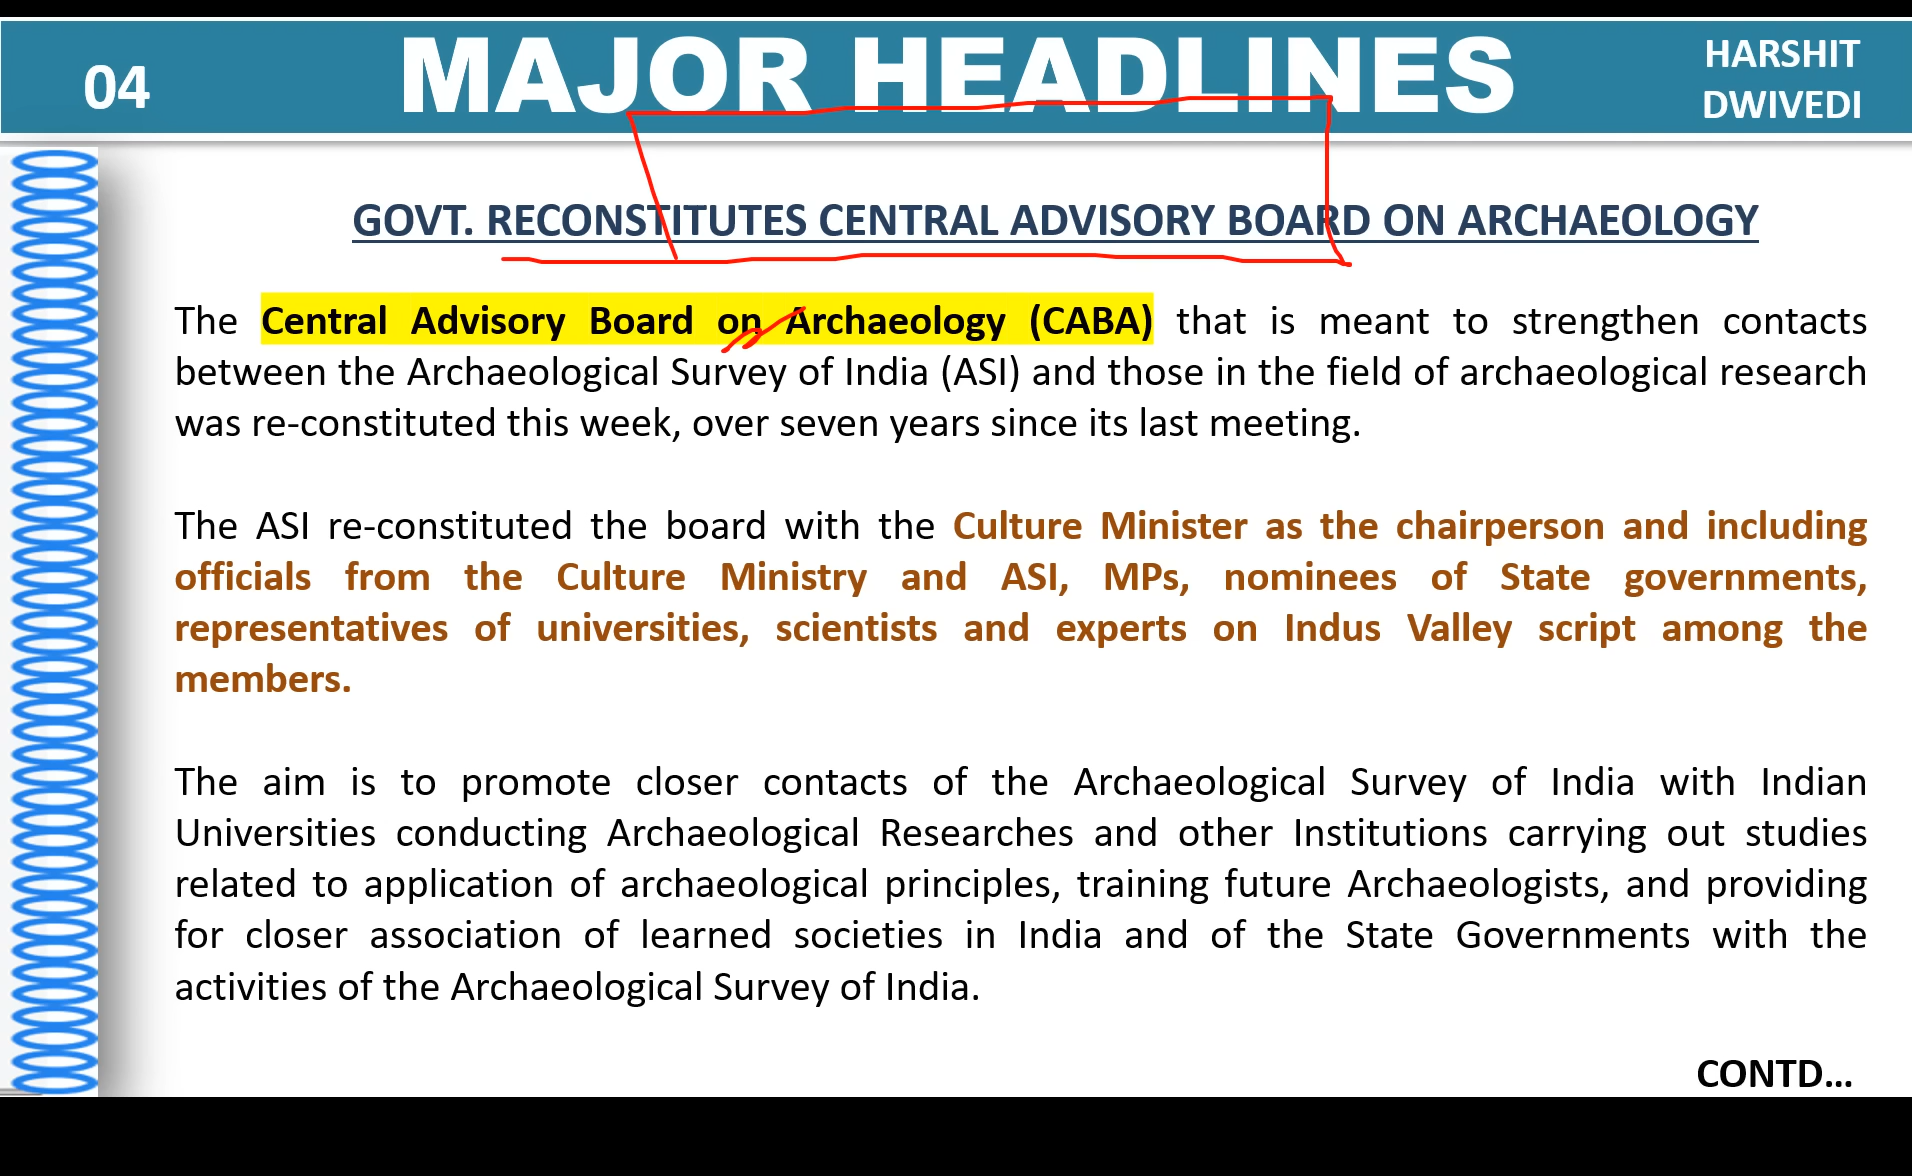 04
MAJOR HEADLINES
HARSHIT
DWIVEDI
GOVT. RECONSTITUTES CENTRAL ADVISORY BOARD ON ARCHAEOLOGY
The Central Advisory Board on Archaeology (CABA) that is meant to strengthen contacts
between the Archaeological Survey of India (ASI) and those in the field of archaeological research
was re-constituted this week, over seven years since its last meeting.
The ASI re-constituted the board with the Culture Minister as the chairperson and including
officials from the Culture Ministry and ASI, MPs, nominees of State governments,
representatives of universities, scientists and experts on Indus Valley script among the
members.
The aim is to promote closer contacts of the Archaeological Survey of India with Indian
Universities conducting Archaeological Researches and other Institutions carrying out studies
related to application of archaeological principles, training future Archaeologists, and providing
for closer association of learned societies in India and of the State Governments with the
activities of the Archaeological Survey of India.
CONTD...